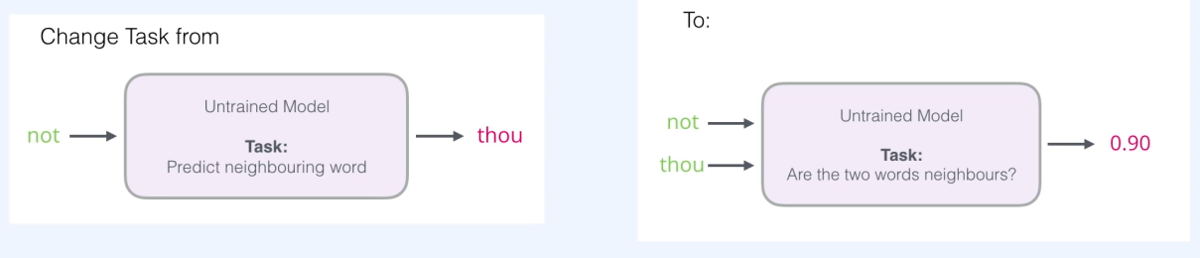 Change Task from
not
Untrained Model
Task:
Predict neighbouring word
thou
To:
not
thou
Untrained Model
Task:
Are the two words neighbours?
0.90